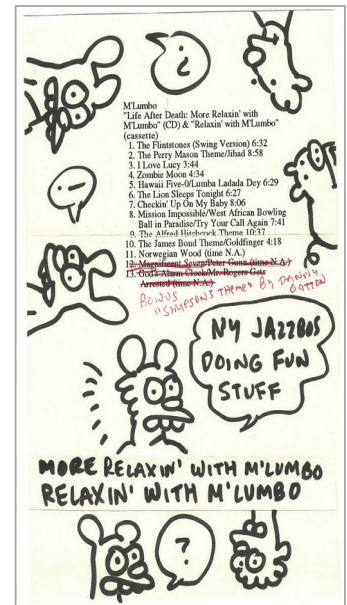 ?
M'Lumbo
"Life After Death: More Relaxin' with
M'Lumbo" (CD) & "Relaxin' with M'Lumbo"
(cassette)
1. The Flintstones (Swing Version) 6:32
2. The Perry Mason Theme/Jihad 8:58
3. I Love Lucy 3:44
4. Zombie Moon 4:34
5. Hawaii Five-0/Lumba Ladada Dey 6:29
6. The Lion Sleeps Tonight 6:27
7. Checkin' Up On My Baby 8:06
8. Mission Impossible/West African Bowling
Ball in Paradise/Try Call Again 7:41
9. The Alfred Hitchcock Theme 10:37
10. The James Bond Theme/Goldfinger 4:18
11. Norwegian Wood (time N.A.)
12. Magnificent Seven/Peter Gunn (time N.A.)
13. God's Alarm Clock/Mr. Rogers Gets
Arrested (time N.A.)
BONUS
"SIMPSONS THEME" BY DANNY
!
NY JAZZBOS
DOING FUN
STUFF
MORE RELAXIN' WITH M'LUMBO
RELAXIN' WITH M'LUMBO
?